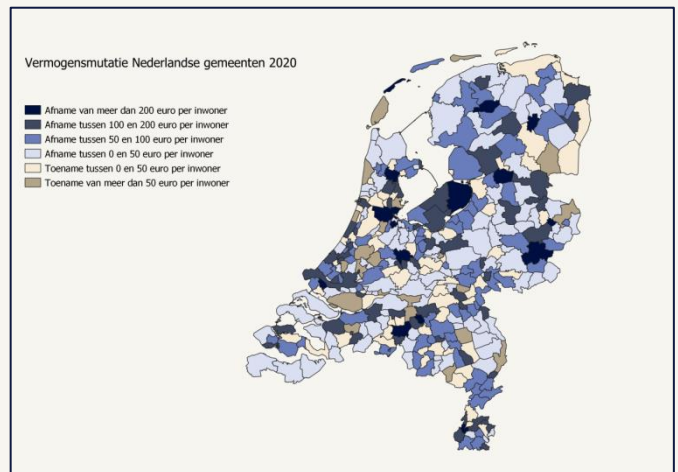 Vermogensmutatie Nederlandse gemeenten 2020
Afname van meer dan 200 euro per inwoner
Afname tussen 100 en 200 euro per inwoner
Afname tussen 50 en 100 euro per inwoner
Afname tussen 0 en 50 euro per inwoner
Toename tussen 0 en 50 euro per inwoner
Toename van meer dan 50 euro per inwoner